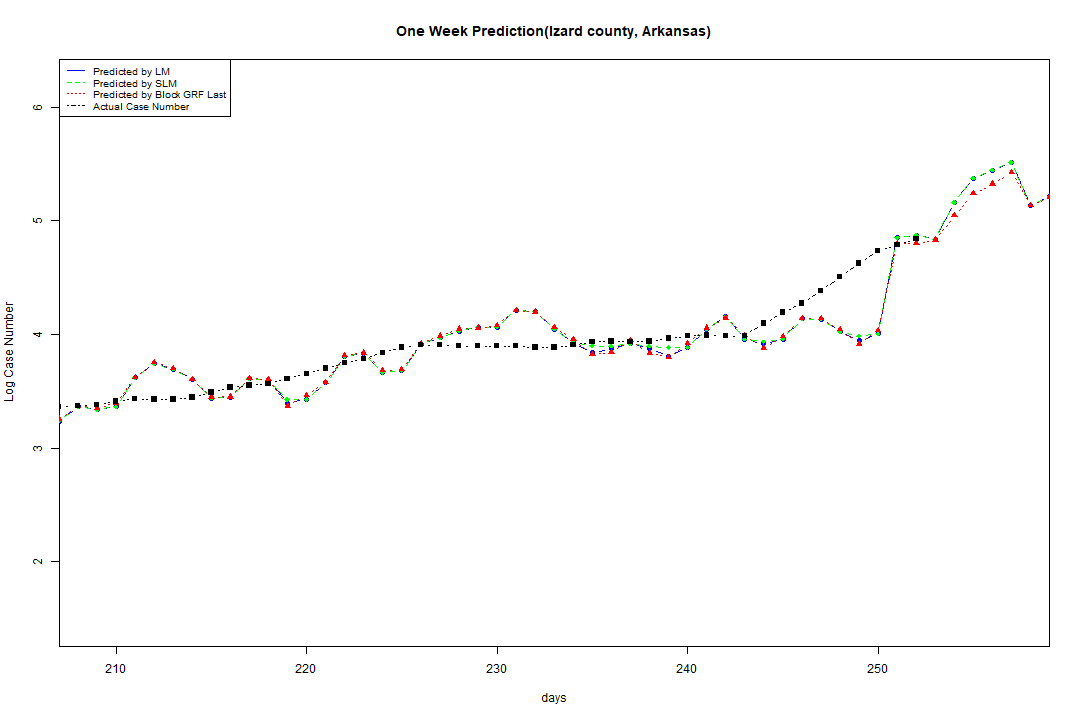 One Week Prediction(Izard county, Arkansas)
Predicted by LM
Predicted by SLM
Predicted by Block GRF Last
Actual Case Number
6
5
4
3
2
Log Case Number
210
220
230
240
250
days